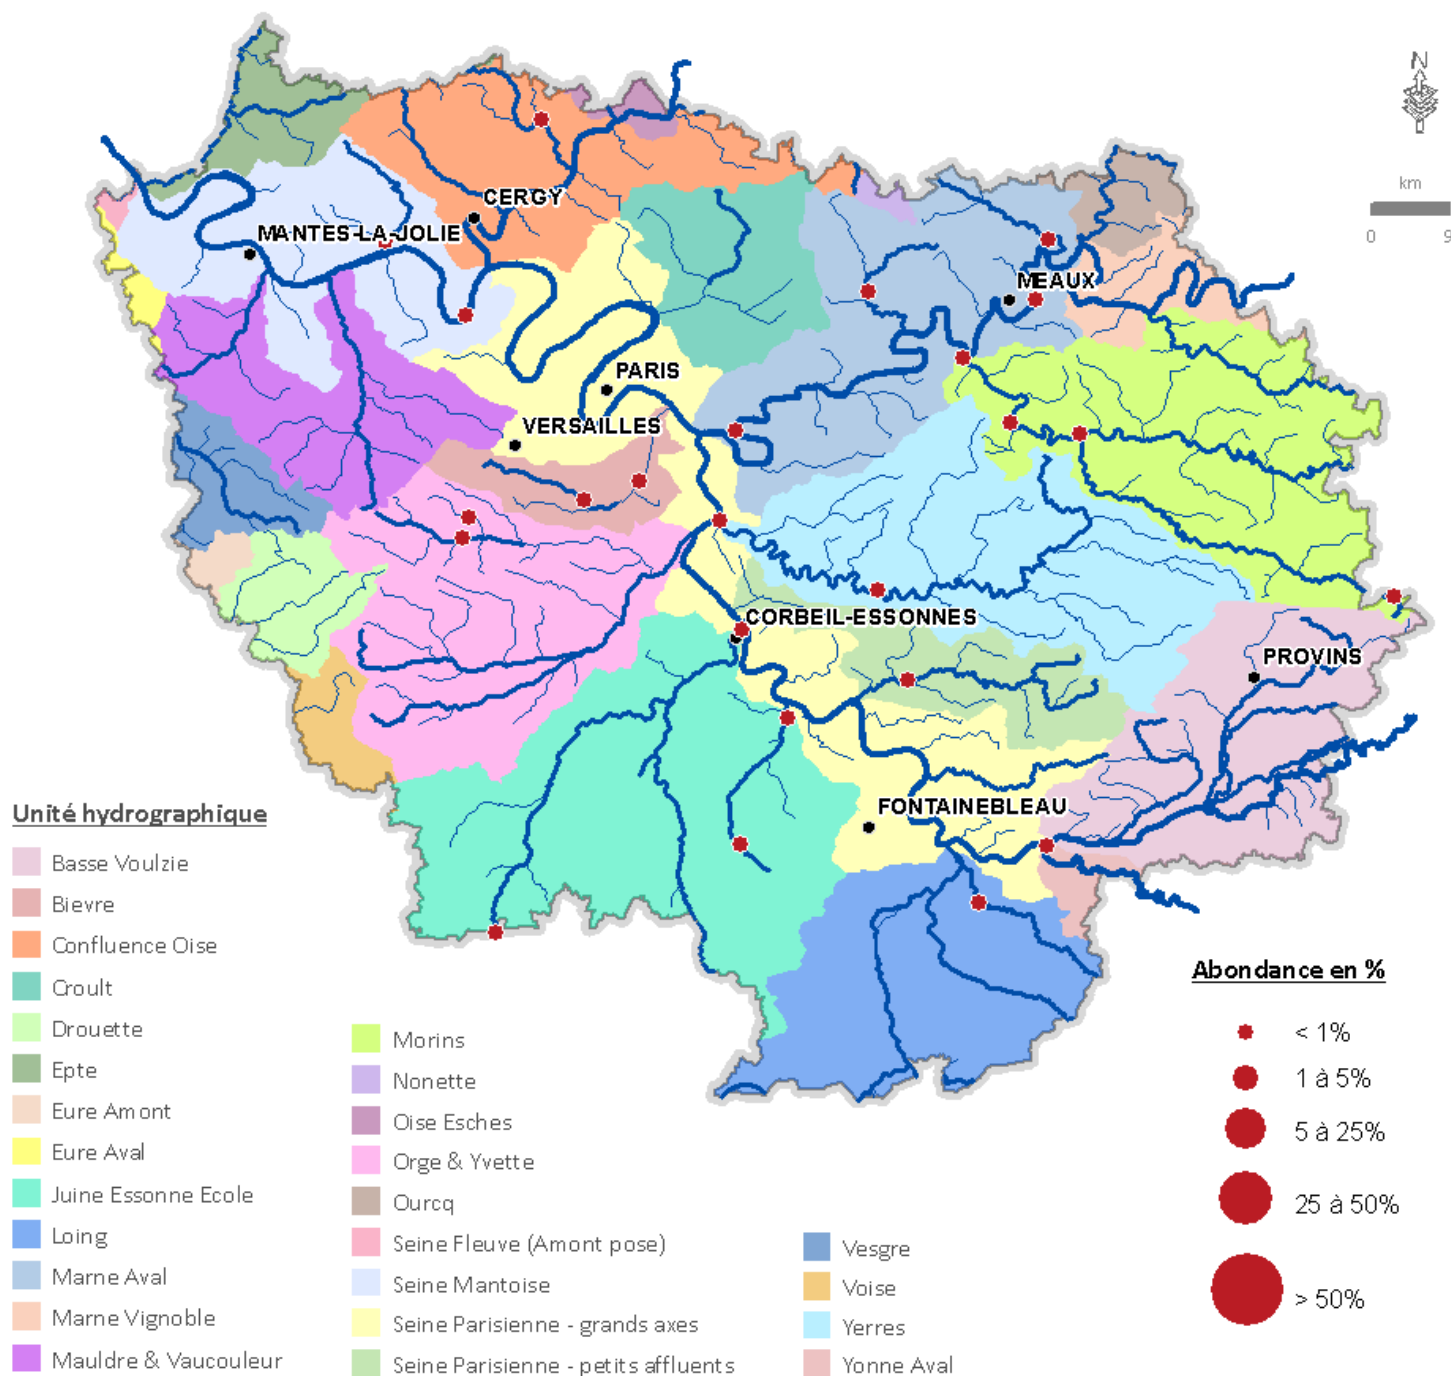 N
km
0 9
CERGY
MANTES-LA-JOLIE
MEAUX
PARIS
VERSAILLES
CORBEIL-ESSONNES
PROVINS
FONTAINEBLEAU
Unité hydrographique
Basse Voulzie
Bievre
Confluence Oise
Croult
Drouette
Epte
Eure Amont
Eure Aval
Juine Essonne Ecole
Loing
Marne Aval
Marne Vignoble
Mauldre & Vaucouleur
Morins
Nonette
Oise Esches
Orge & Yvette
Ourcq
Seine Fleuve (Amont pose)
Seine Mantoise
Seine Parisienne - grands axes
Seine Parisienne - petits affluents
Vesgre
Voise
Yerres
Yonne Aval
Abondance en %
< 1%
1 à 5%
5 à 25%
25 à 50%
> 50%